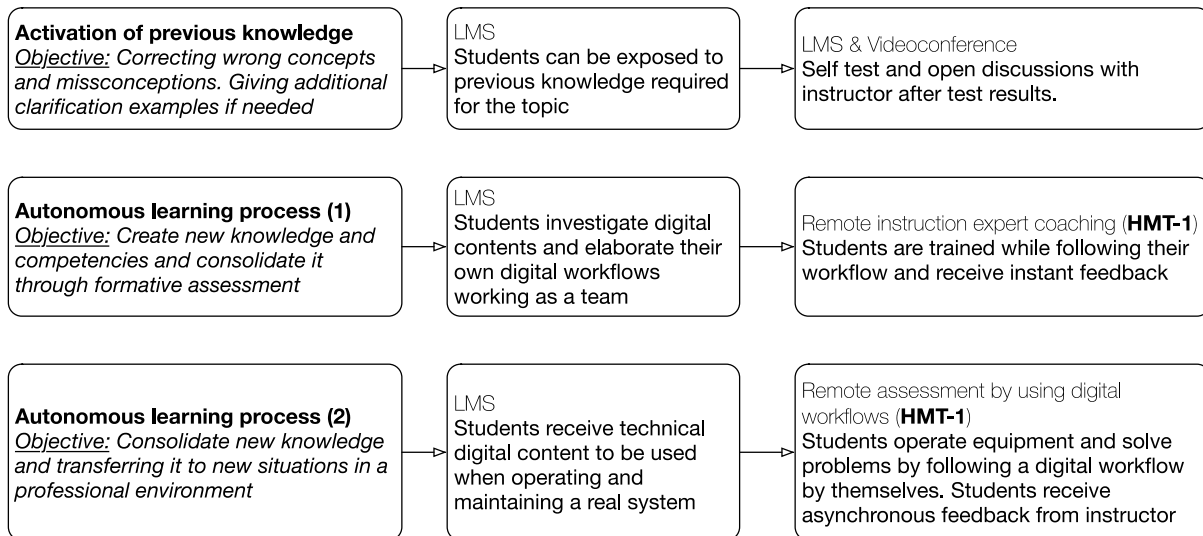 Activation of previous knowledge
Objective: Correcting wrong concepts
and missconceptions. Giving additional
clarification examples if needed
LMS
Students can be exposed to
previous knowledge required
for the topic
LMS & Videoconference
Self test and open discussions with
instructor after test results.
Autonomous learning process (1)
Objective: Create new knowledge and
competencies and consolidate it
through formative assessment
LMS
Students investigate digital
contents and elaborate their
own digital workflows
working as a team
Remote instruction expert coaching (HMT-1)
Students are trained while following their
workflow and receive instant feedback
Autonomous learning process (2)
Objective: Consolidate new knowledge
and transferring it to new situations in a
professional environment
LMS
Students receive technical
digital content to be used
when operating and
maintaining a real system
Remote assessment by using digital
workflows (HMT-1)
Students operate equipment and solve
problems by following a digital workflow
by themselves. Students receive
asynchronous feedback from instructor